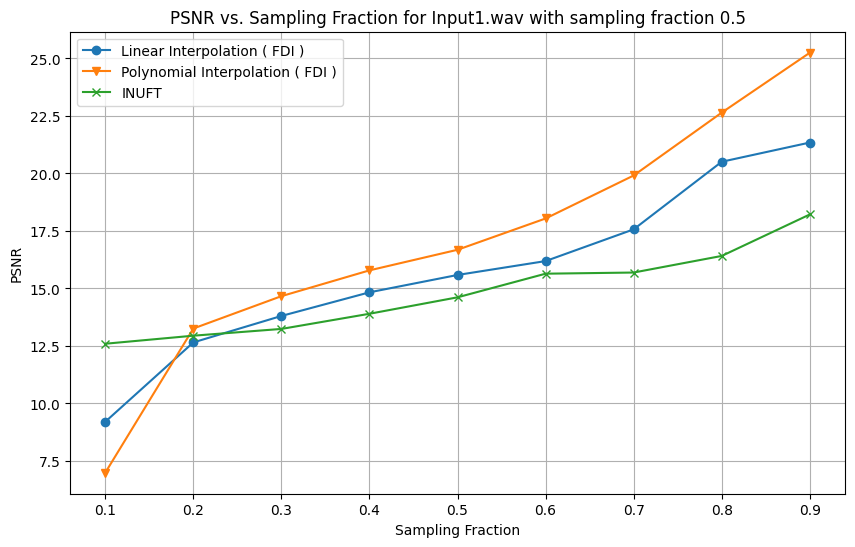 PSNR vs. Sampling Fraction for Input1.wav with sampling fraction 0.5
Linear Interpolation ( FDI )
Polynomial Interpolation ( FDI )
INUFT
PSNR
25.0
22.5
20.0
17.5
15.0
12.5
10.0
7.5
0.1 0.2 0.3 0.4 0.5 0.6 0.7 0.8 0.9
Sampling Fraction